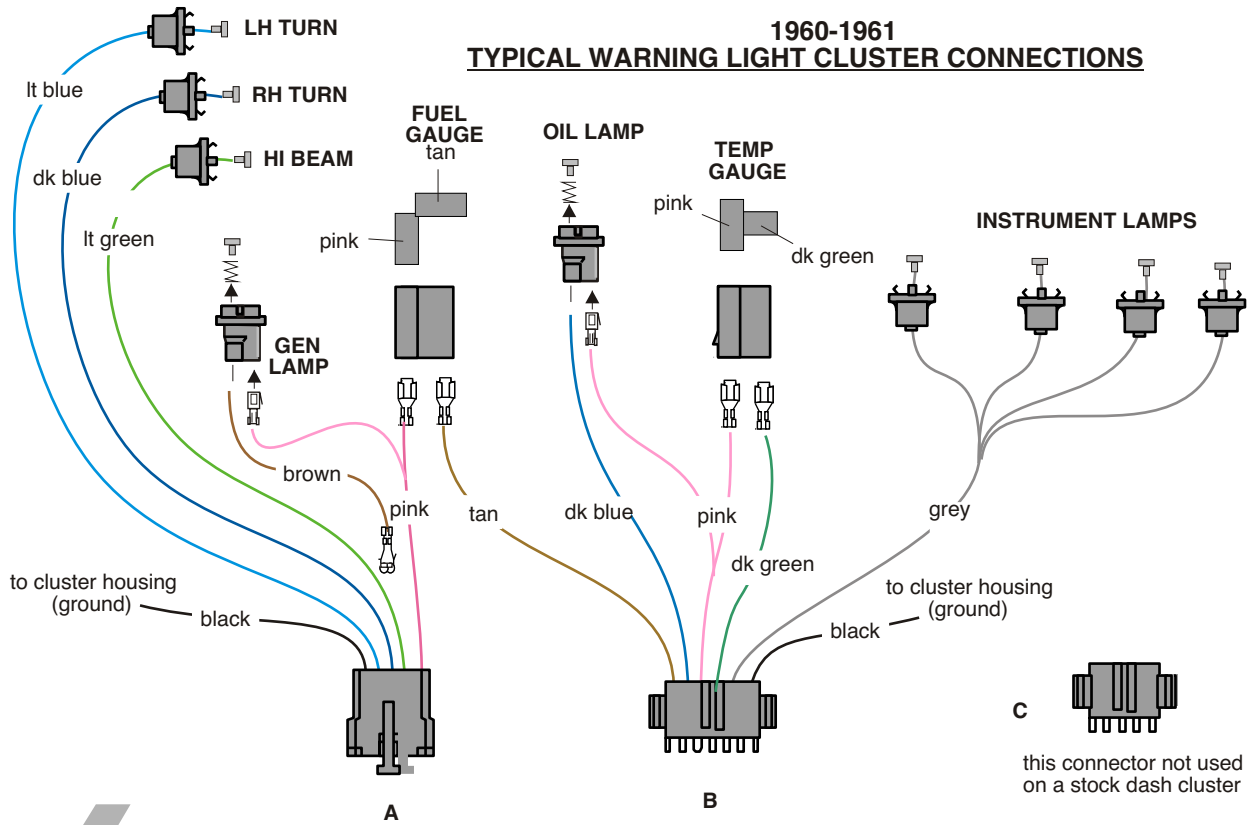 1960-1961
TYPICAL WARNING LIGHT CLUSTER CONNECTIONS
LH TURN
lt blue
RH TURN
dk blue
HI BEAM
lt green
FUEL
GAUGE
tan
pink
OIL LAMP
TEMP
GAUGE
pink
dk green
INSTRUMENT LAMPS
GEN
LAMP
brown
pink
tan
dk blue
pink
dk green
grey
to cluster housing
(ground)
black
to cluster housing
(ground)
black
A
B
C
this connector not used
on a stock dash cluster